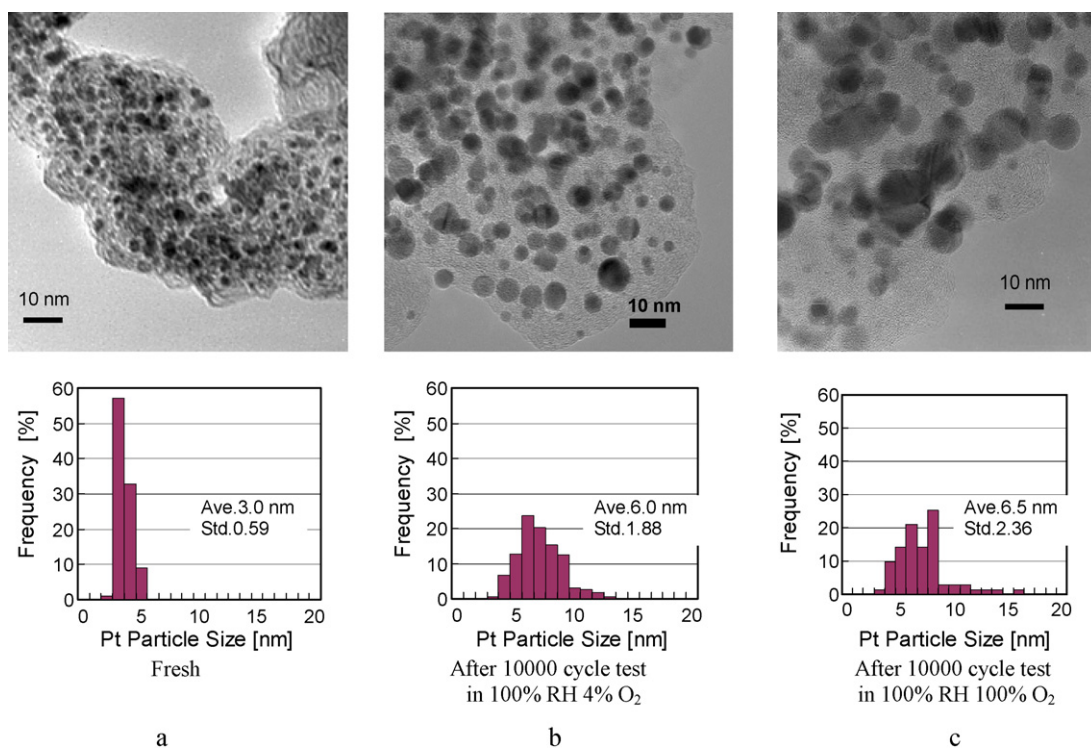 10 nm
10 nm
10 nm
60
50
40
30
20
10
0
Frequency [%]
Ave.3.0 nm
Std.0.59
0 5 10 15 20
Pt Particle Size [nm]
Fresh
a
60
50
40
30
20
10
0
Frequency [%]
Ave.6.0 nm
Std.1.88
0 5 10 15 20
Pt Particle Size [nm]
After 10000 cycle test
in 100% RH 4% O₂
b
60
50
40
30
20
10
0
Frequency [%]
Ave.6.5 nm
Std.2.36
0 5 10 15 20
Pt Particle Size [nm]
After 10000 cycle test
in 100% RH 100% O₂
c